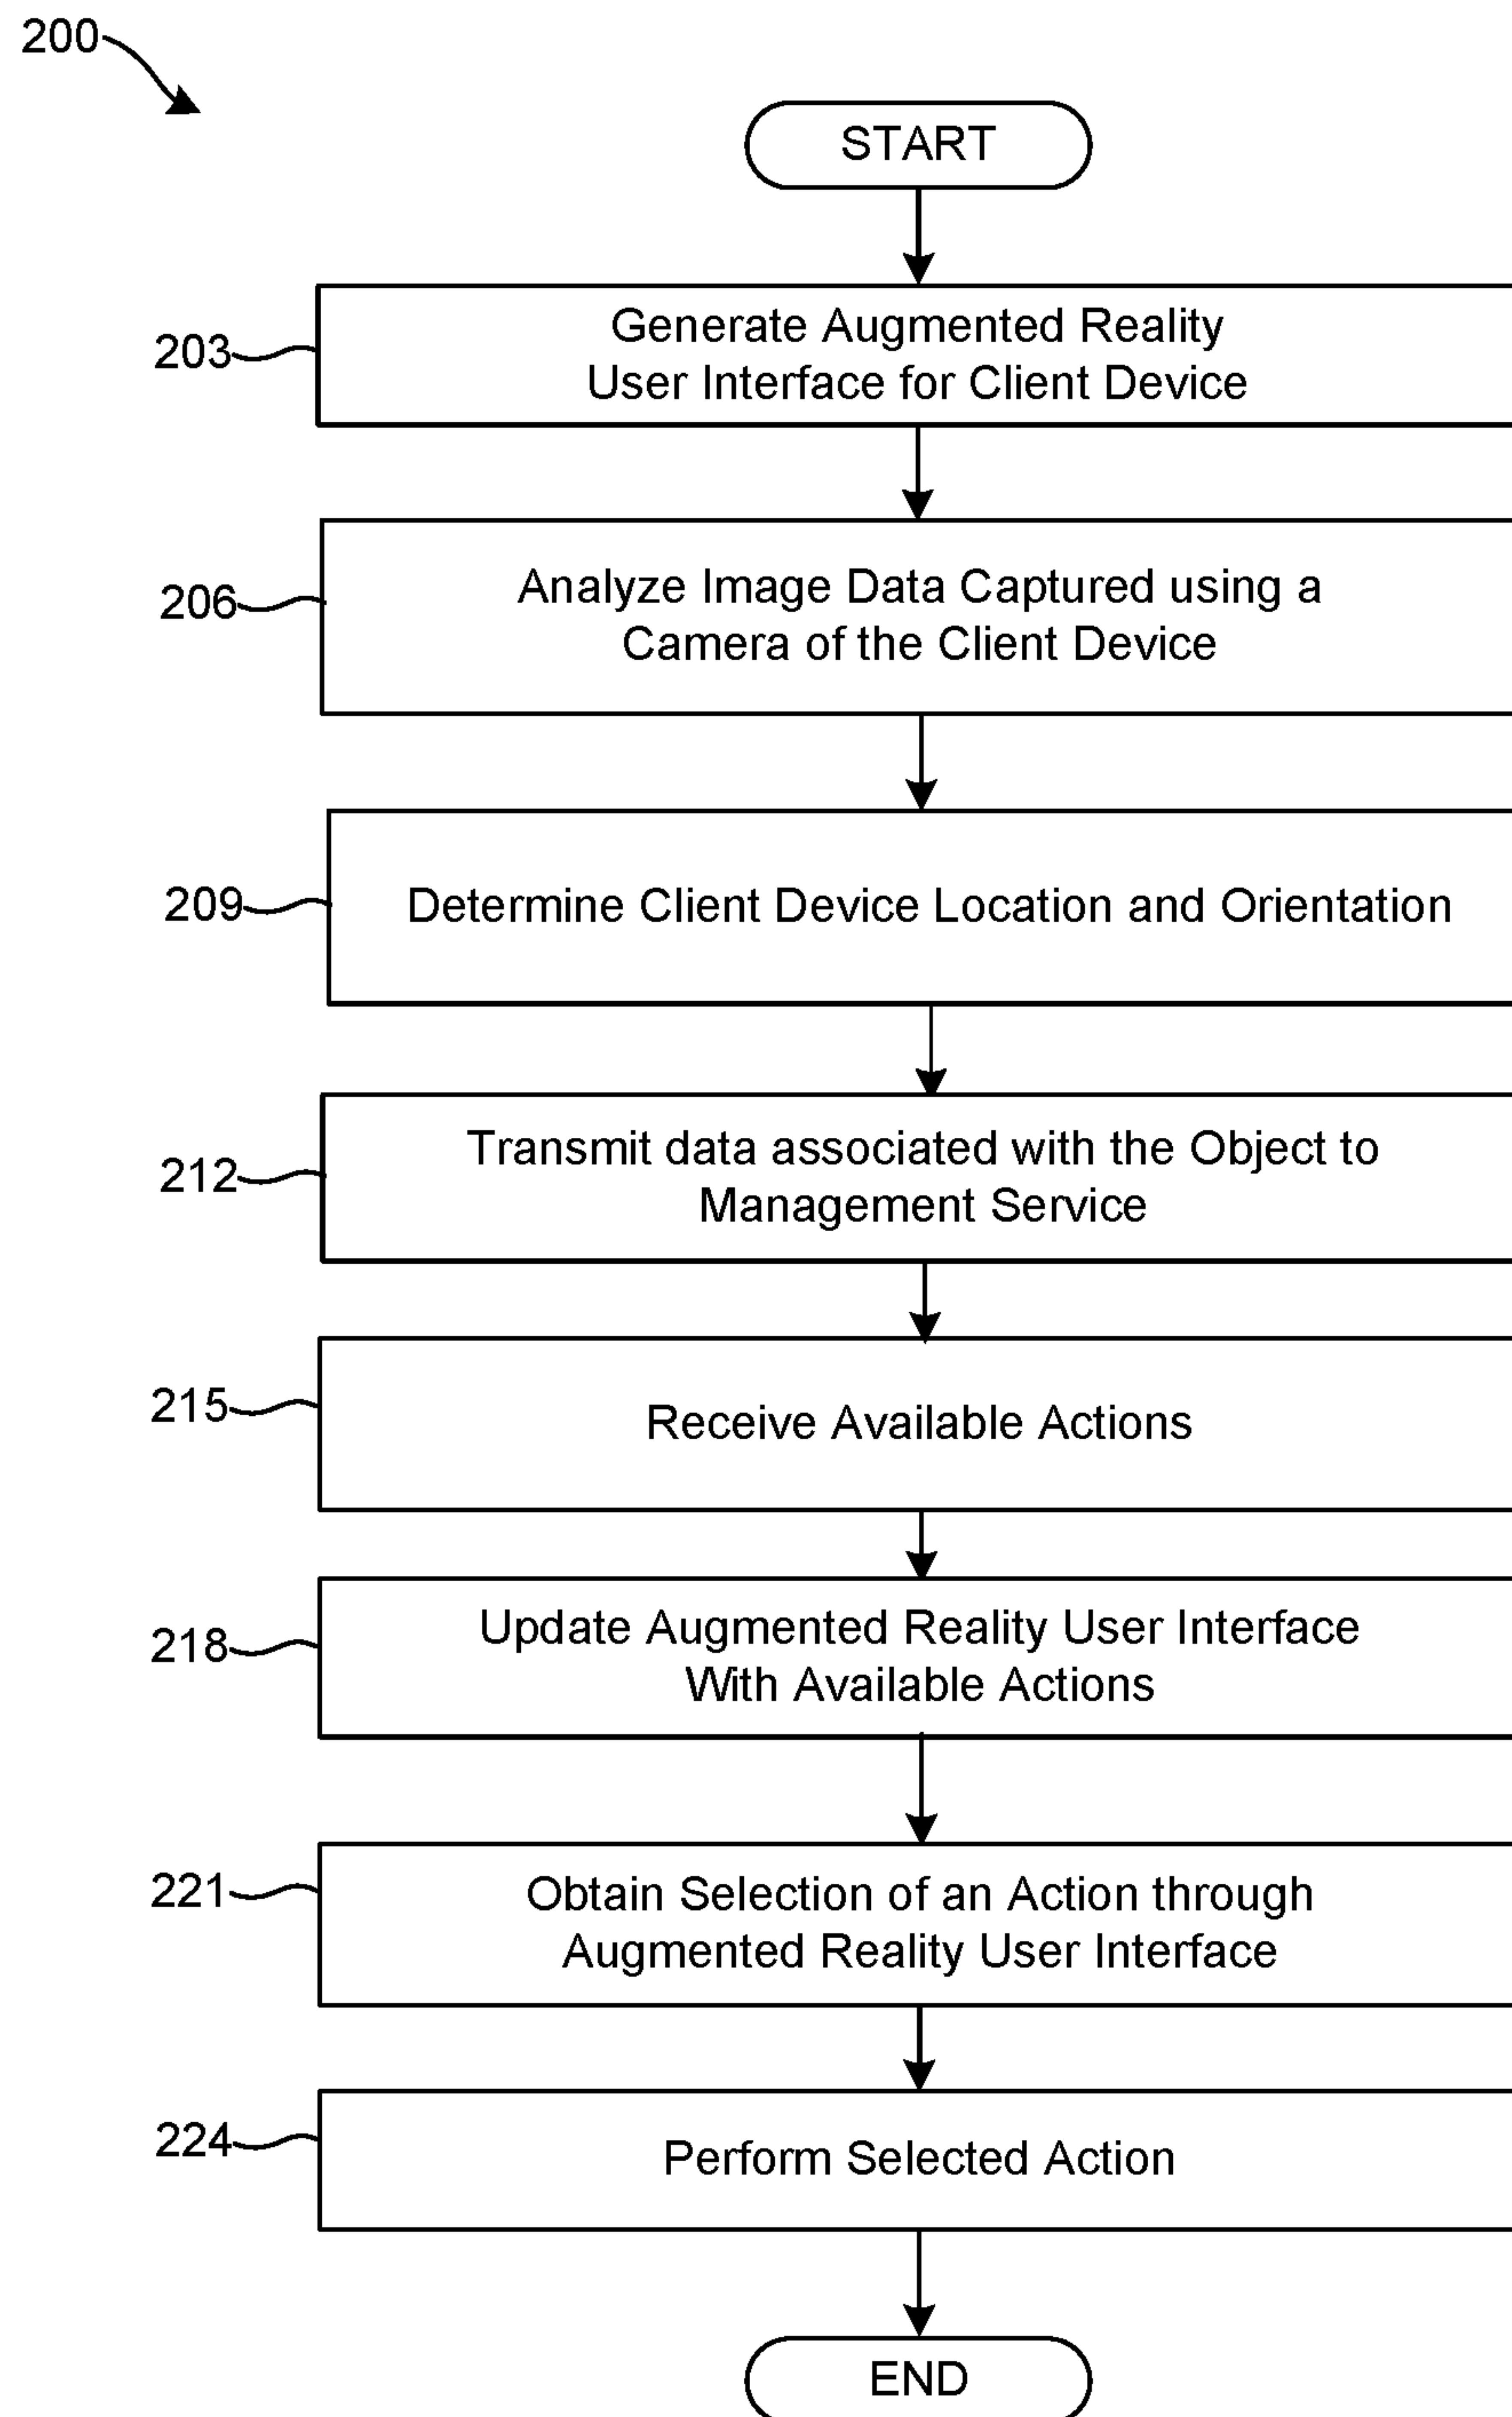 200
START
203
Generate Augmented Reality
User Interface for Client Device
206
Analyze Image Data Captured using a
Camera of the Client Device
209
Determine Client Device Location and Orientation
212
Transmit data associated with the Object to
Management Service
215
Receive Available Actions
218
Update Augmented Reality User Interface
With Available Actions
221
Obtain Selection of an Action through
Augmented Reality User Interface
224
Perform Selected Action
END